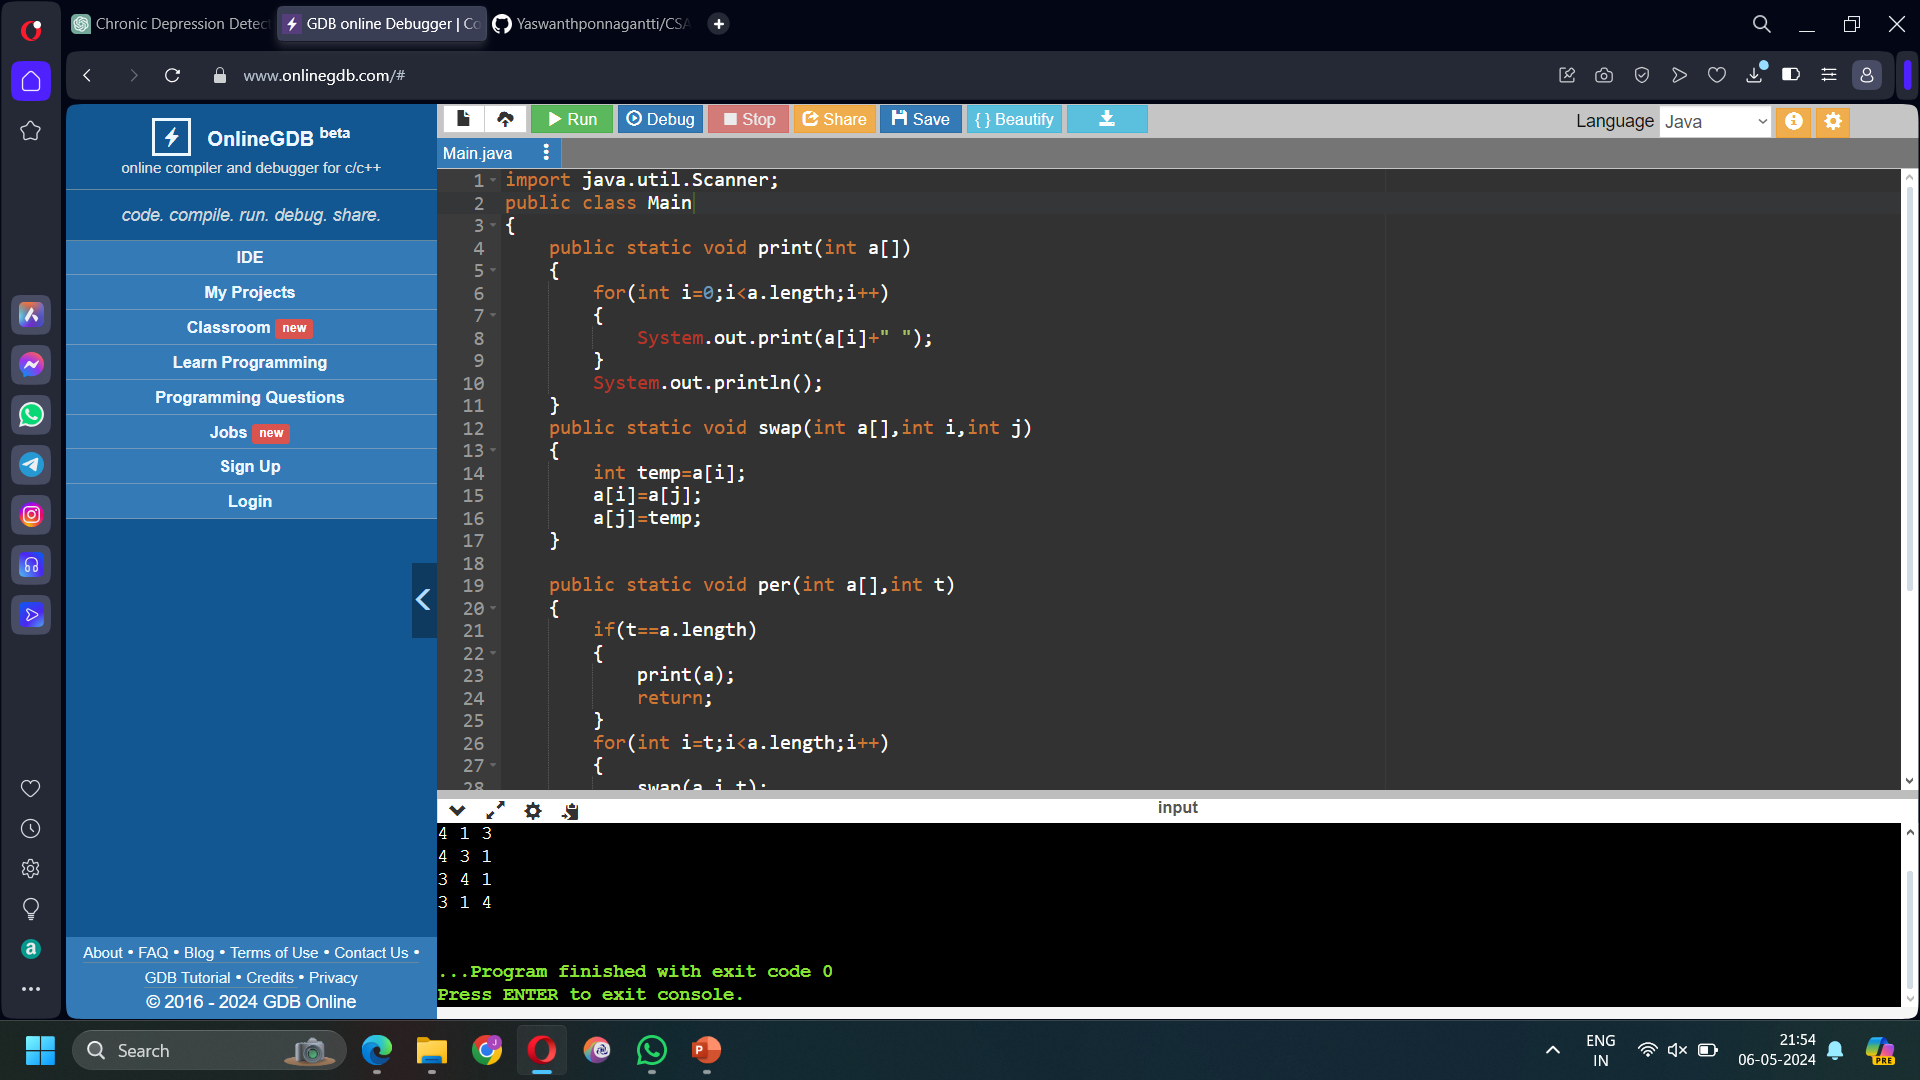 Chronic Depression Detect
GDB online Debugger | Co
Yaswanthponnagantti/CSA
www.onlinegdb.com/#
OnlineGDB beta
online compiler and debugger for c/c++
code. compile. run. debug. share.
IDE
My Projects
Classroom new
Learn Programming
Programming Questions
Jobs new
Sign Up
Login
About • FAQ • Blog • Terms of Use • Contact Us •
GDB Tutorial • Credits • Privacy
© 2016 - 2024 GDB Online
Run Debug Stop Share Save { } Beautify
Language Java
Main.java
1 import java.util.Scanner;
2 public class Main
3 {
4     public static void print(int a[])
5     {
6         for(int i=0;i<a.length;i++)
7         {
8             System.out.print(a[i]+" ");
9         }
10         System.out.println();
11     }
12     public static void swap(int a[],int i,int j)
13     {
14         int temp=a[i];
15         a[i]=a[j];
16         a[j]=temp;
17     }
18
19     public static void per(int a[],int t)
20     {
21         if(t==a.length)
22         {
23             print(a);
24             return;
25         }
26         for(int i=t;i<a.length;i++)
27         {
28             swap(a,i,t);
input
4 1 3
4 3 1
3 4 1
3 1 4
...Program finished with exit code 0
Press ENTER to exit console.
Search
ENG
IN
21:54
06-05-2024
PRE